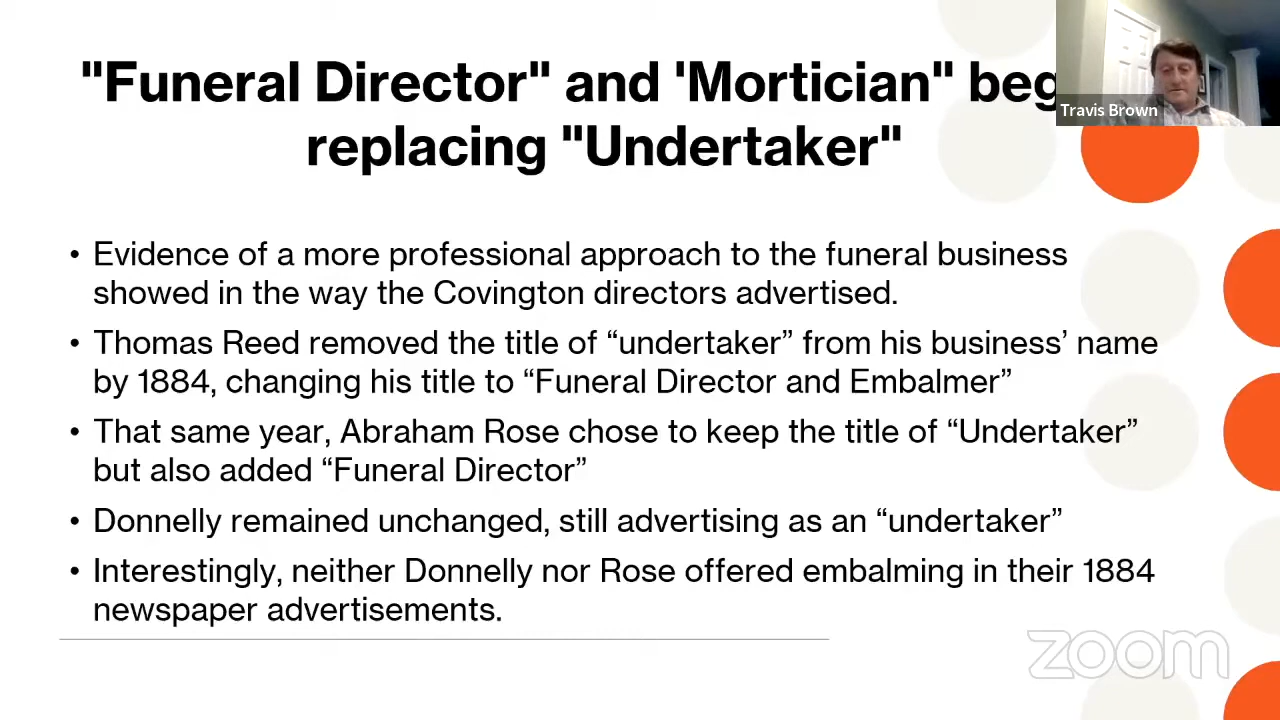 "Funeral Director" and 'Mortician" beg
replacing "Undertaker"
Travis Brown
• Evidence of a more professional approach to the funeral business
showed in the way the Covington directors advertised.
• Thomas Reed removed the title of “undertaker” from his business’ name
by 1884, changing his title to “Funeral Director and Embalmer”
• That same year, Abraham Rose chose to keep the title of “Undertaker”
but also added “Funeral Director”
• Donnelly remained unchanged, still advertising as an “undertaker”
• Interestingly, neither Donnelly nor Rose offered embalming in their 1884
newspaper advertisements.
zoom